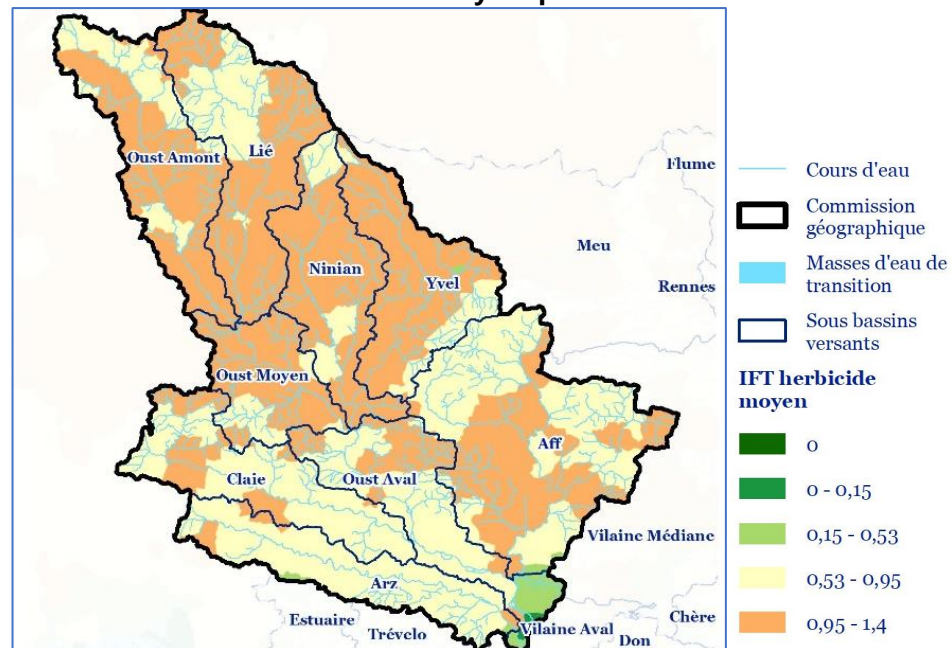 Flume
Oust Amont
Lié
Meu
Ninian
Yvel
Rennes
Oust Moyen
Aff
Claie
Oust Aval
Vilaine Médiane
Arz
Estuaire
Trévelo
Vilaine Aval
Chère
Don
Cours d'eau
Commission
géographique
Masses d'eau de
transition
Sous bassins
versants
IFT herbicide
moyen
0
0 - 0,15
0,15 - 0,53
0,53 - 0,95
0,95 - 1,4